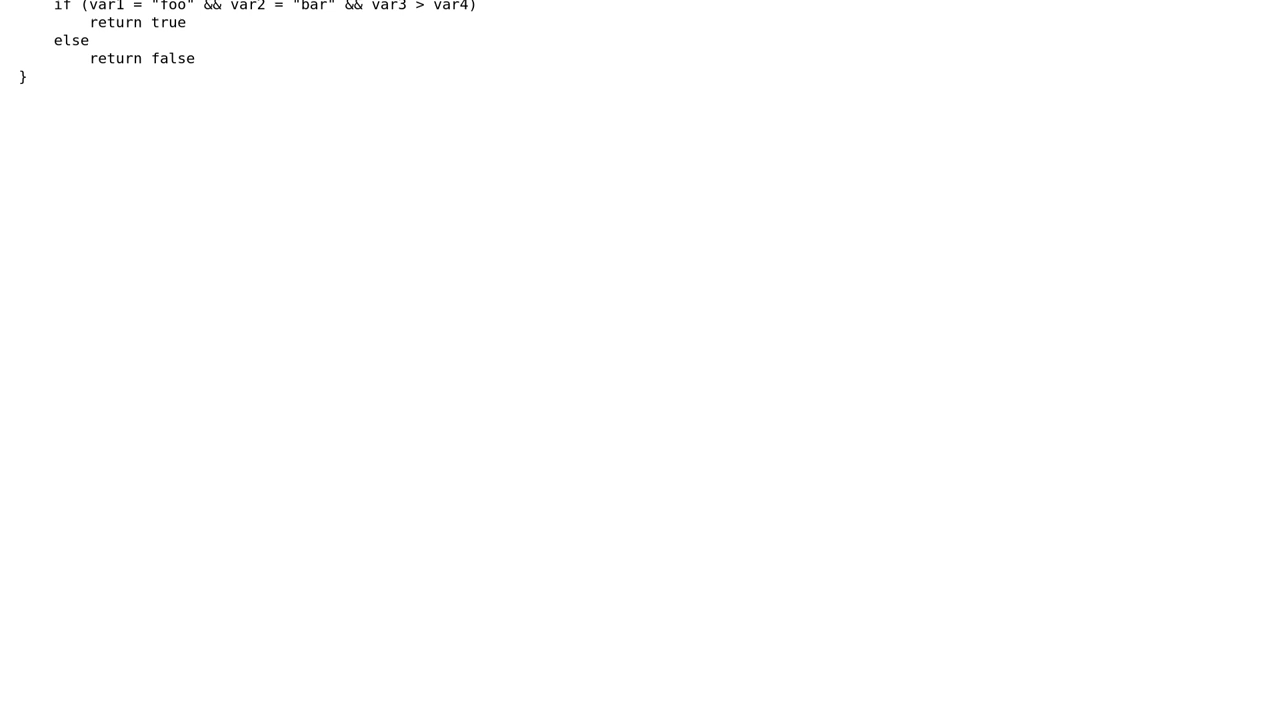 if (var1 = "foo" && var2 = "bar" && var3 > var4)
return true
else
return false
}